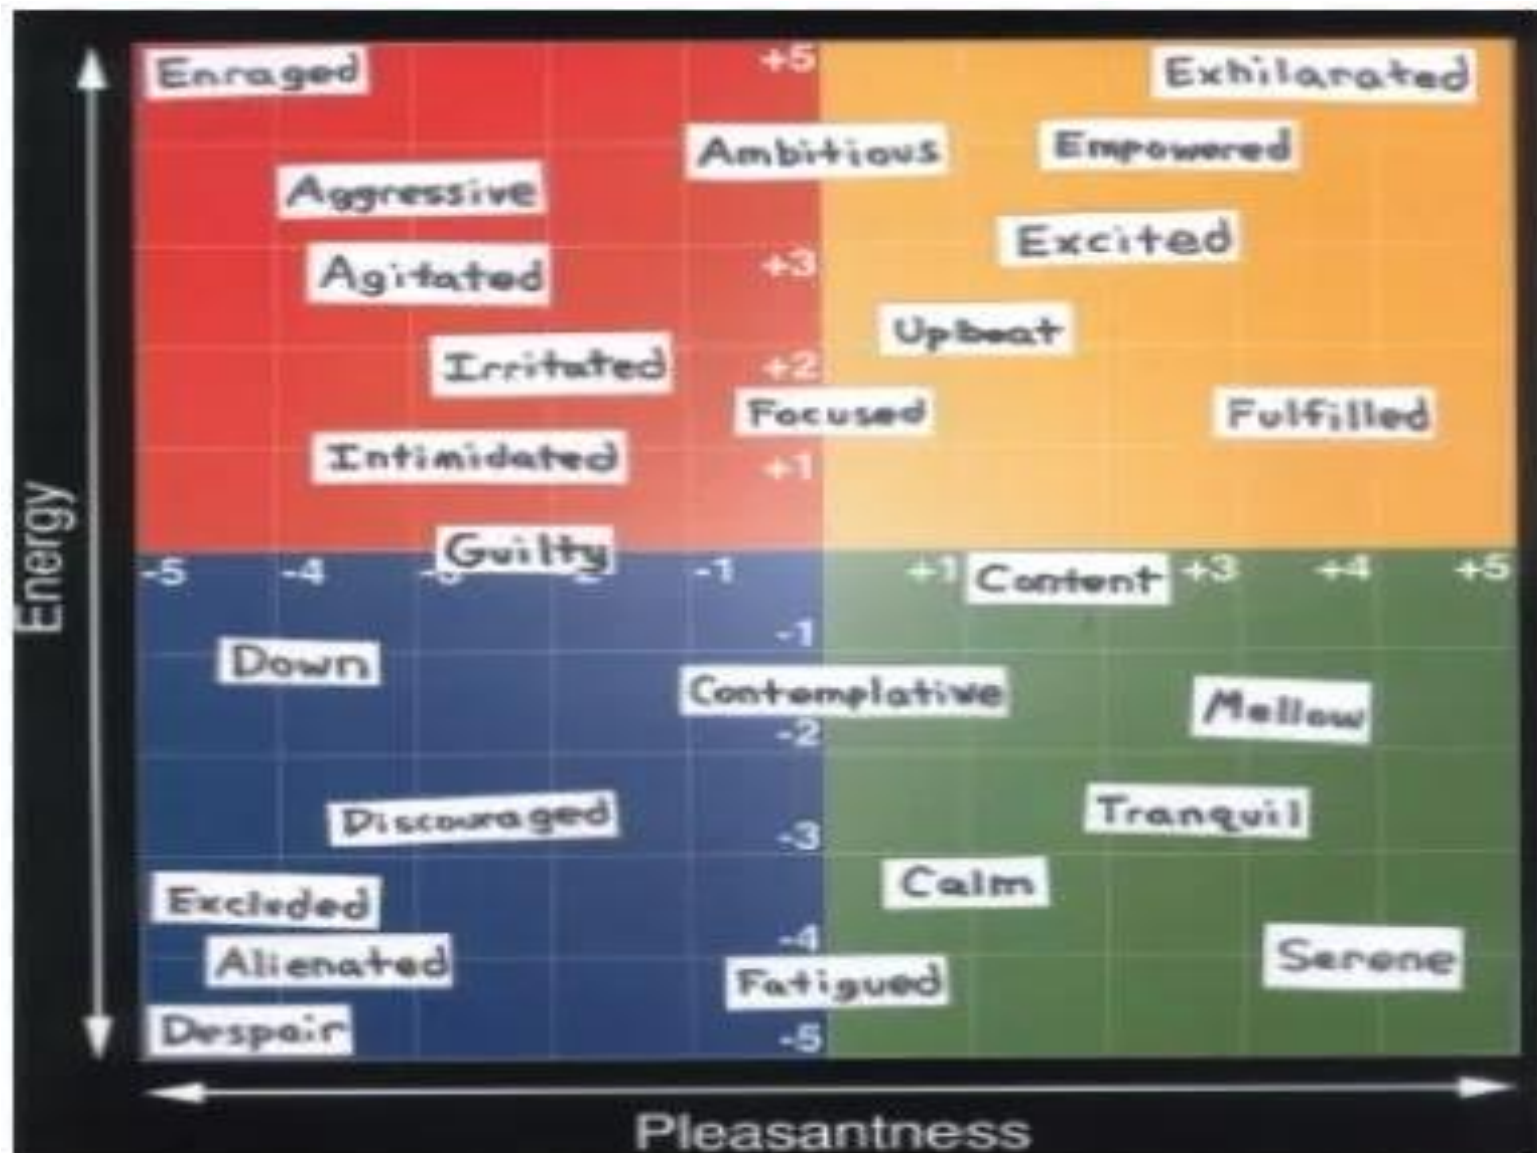 +5
Enraged
Exhilarated
Ambitious
Empowered
Aggressive
Excited
Agitated
+3
Upbeat
Irritated
+2
Focused
Fulfilled
Intimidated
+1
Guilty
-5 -4 -1 +1 Content +3 +4 +5
Energy
-1
Down
Contemplative
Mellow
-2
Discouraged
Tranquil
-3
Calm
Excluded
-4
Alienated
Serene
Fatigued
Despair
-5
Pleasantness